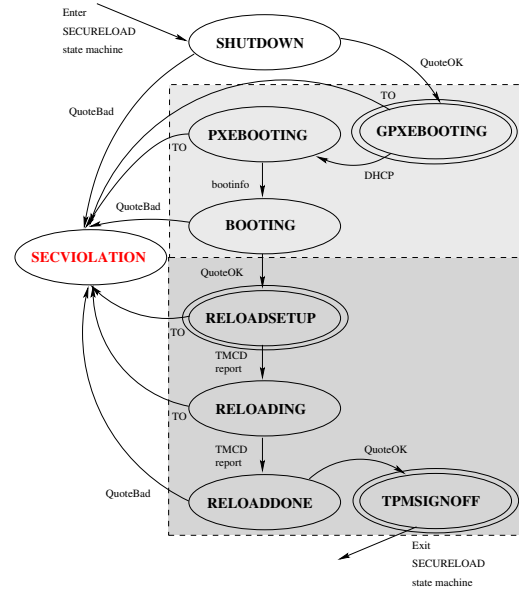 Enter
SECURELOAD
state machine
SHUTDOWN
QuoteOK
QuoteBad
TO
PXEBOOTING
GPXEBOOTING
TO
DHCP
bootinfo
QuoteBad
BOOTING
SECVIOLATION
QuoteOK
RELOADSETUP
TO
TMCD
report
RELOADING
TO
TMCD
report
QuoteOK
QuoteBad
RELOADDONE
TPMSIGNOFF
Exit
SECURELOAD
state machine